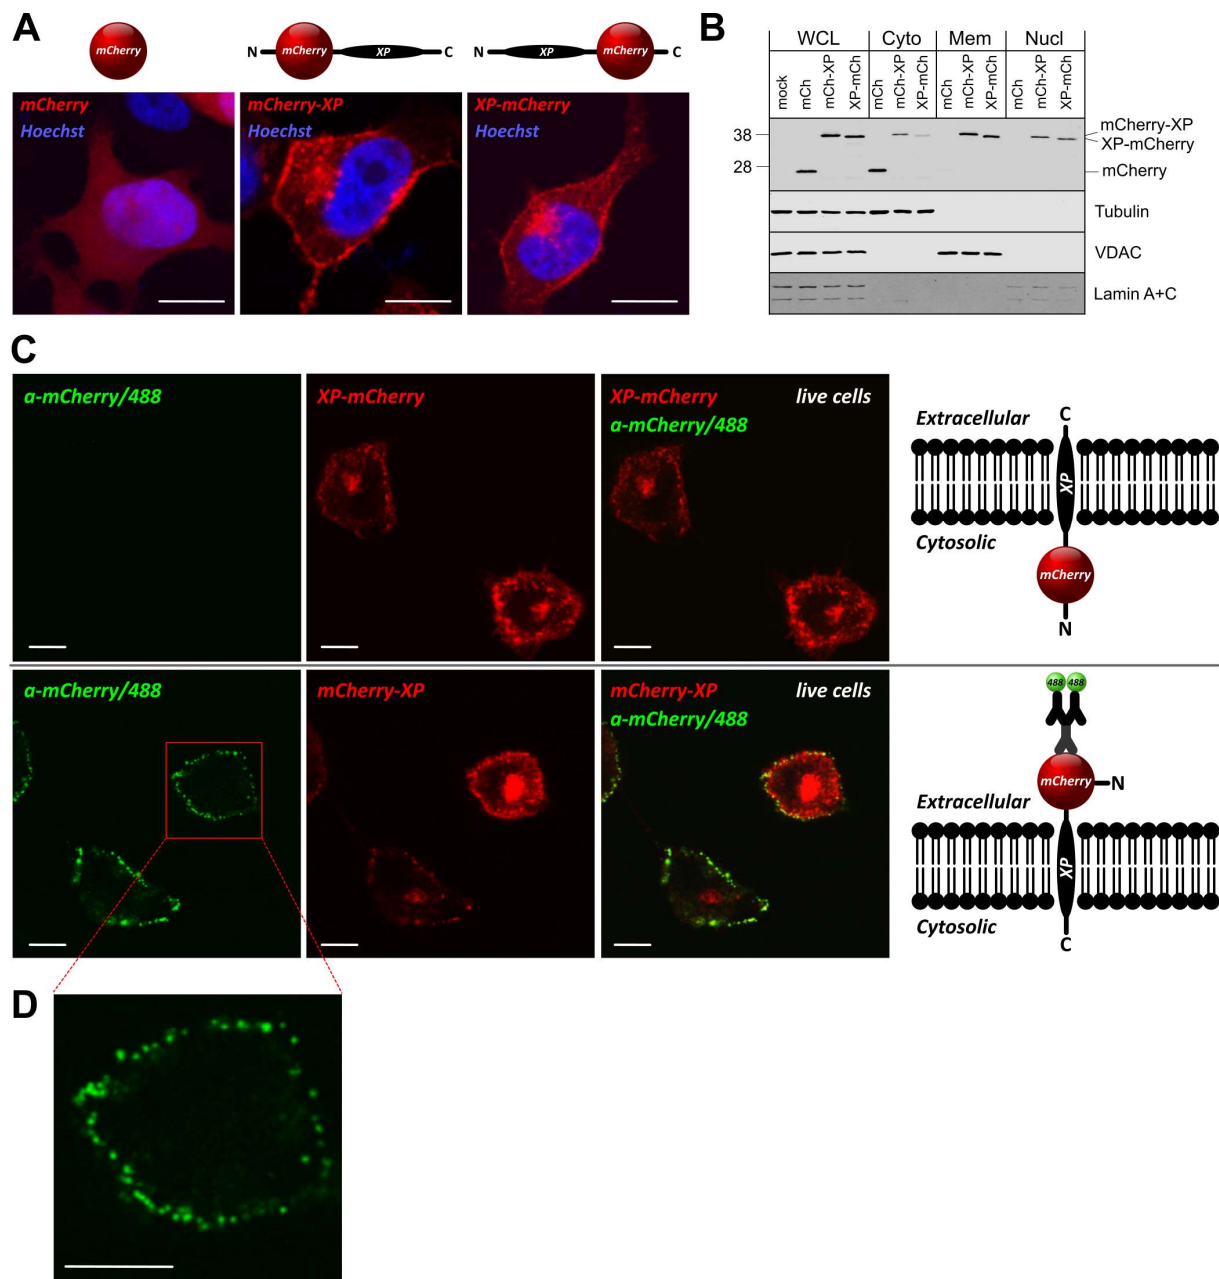 A
mCherry
N mCherry XP C
N XP mCherry C
mCherry
Hoechst
mCherry-XP
Hoechst
XP-mCherry
Hoechst
B
WCL Cyto Mem Nucl
mock mCh mCh-XP XP-mCh mCh mCh-XP XP-mCh mCh mCh-XP XP-mCh mCh mCh-XP XP-mCh
38
28
mCherry-XP
XP-mCherry
mCherry
Tubulin
VDAC
Lamin A+C
C
a-mCherry/488
XP-mCherry
XP-mCherry live cells
a-mCherry/488
C
Extracellular
XP
Cytosolic
mCherry
N
a-mCherry/488
mCherry-XP
mCherry-XP live cells
a-mCherry/488
488 488
mCherry N
Extracellular
XP
Cytosolic
C
D